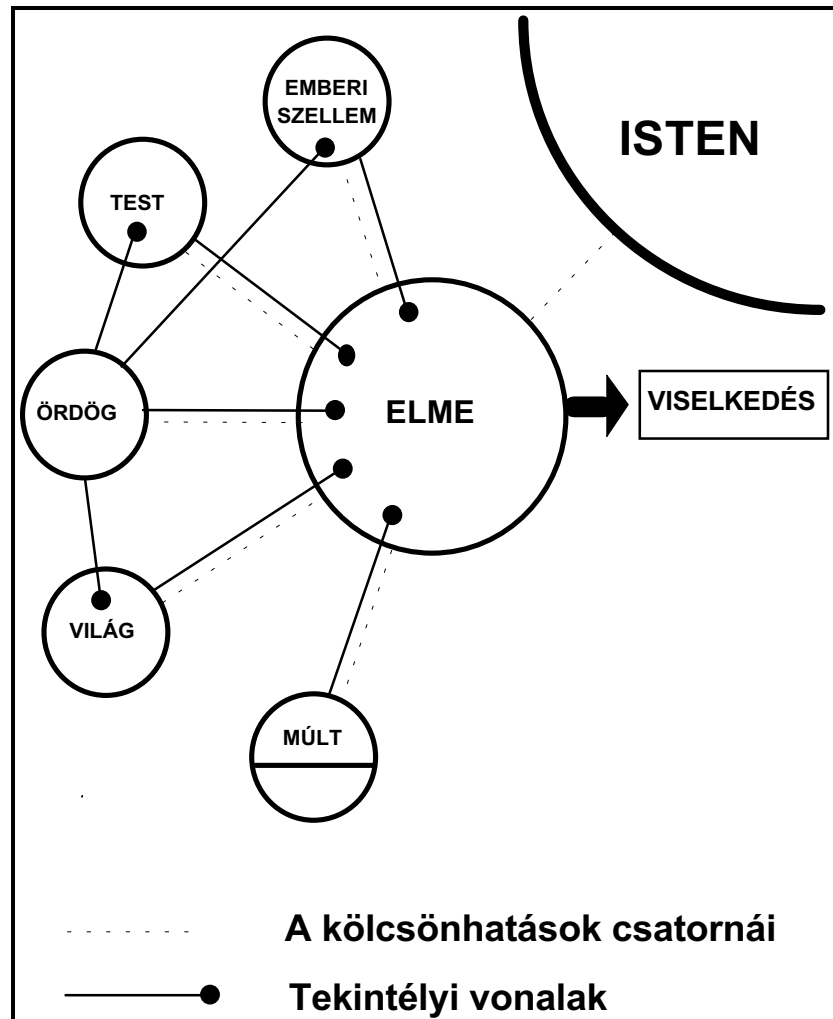 EMBERI
SZELLEM
ISTEN
TEST
ÖRDÖG
ELME
VISELKEDÉS
VILÁG
MÚLT
A kölcsönhatások csatornái
Tekintélyi vonalak